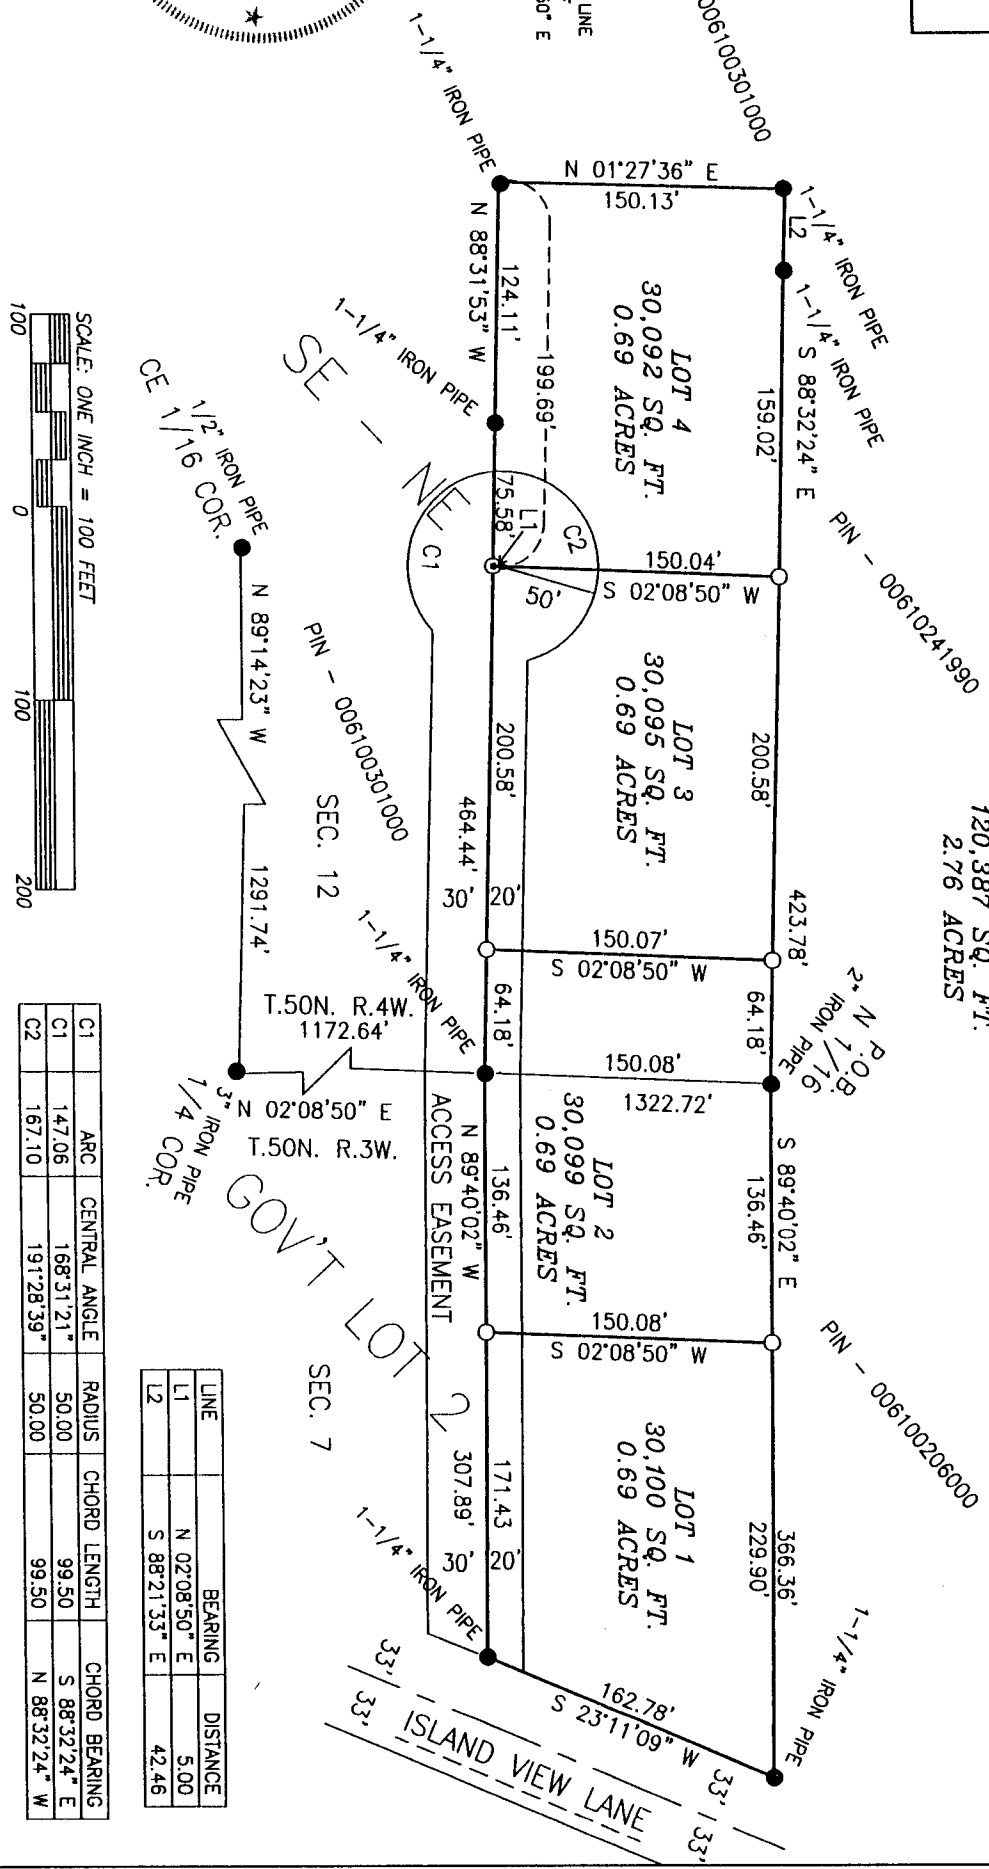 LINE
60" E
006100301000
1-1/4" IRON PIPE
N 01°27'36" E
150.13'
1-1/4" IRON PIPE
L2
1-1/4" IRON PIPE
S 88°32'24" E
159.02'
N 88°31'53" W
124.11'
199.69'
LOT 4
30,092 SQ. FT.
0.69 ACRES
1-1/4" IRON PIPE
75.58'
L1
C2
C1
50'
150.04'
S 02°08'50" W
PIN - 00610241990
SE - NE
LOT 3
30,095 SQ. FT.
0.69 ACRES
200.58'
200.58'
423.78'
120,387 SQ. FT.
2.76 ACRES
464.44'
30'
20'
150.07'
S 02°08'50" W
64.18'
64.18'
P.O.B.
N 1/16
2" IRON PIPE
1-1/4" IRON PIPE
150.08'
1322.72'
PIN - 006100301000
SEC. 12
1/2" IRON PIPE
CE 1/16 COR.
N 89°14'23" W
1291.74'
T.50N. R.4W.
1172.64'
N 02°08'50" E
T.50N. R.3W.
3" IRON PIPE
1/4 COR.
LOT 2
30,099 SQ. FT.
0.69 ACRES
S 89°40'02" E
136.46'
136.46'
N 89°40'02" W
ACCESS EASEMENT
150.08'
S 02°08'50" W
GOV'T LOT 2
SEC. 7
PIN - 006100206000
LOT 1
30,100 SQ. FT.
0.69 ACRES
366.36'
229.90'
171.43
307.89'
30'
20'
1-1/4" IRON PIPE
1-1/4" IRON PIPE
162.78'
S 23°11'09" W
33'
33'
33'
33'
ISLAND VIEW LANE
SCALE: ONE INCH = 100 FEET
100 0 100 200
LINE BEARING DISTANCE
L1 N 02°08'50" E 5.00
L2 S 88°21'33" E 42.46
C1 ARC CENTRAL ANGLE RADIUS CHORD LENGTH CHORD BEARING
C1 147.06 168°31'21" 50.00 99.50 S 88°32'24" E
C2 167.10 191°28'39" 50.00 99.50 N 88°32'24" W